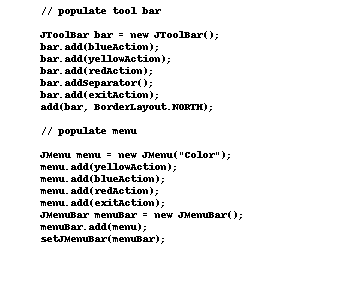 // populate tool bar
JToolBar bar = new JToolBar();
bar.add(blueAction);
bar.add(yellowAction);
bar.add(redAction);
bar.addSeparator();
bar.add(exitAction);
add(bar, BorderLayout.NORTH);
// populate menu
JMenu menu = new JMenu("Color");
menu.add(yellowAction);
menu.add(blueAction);
menu.add(redAction);
menu.add(exitAction);
JMenuBar menuBar = new JMenuBar();
menuBar.add(menu);
setJMenuBar(menuBar);